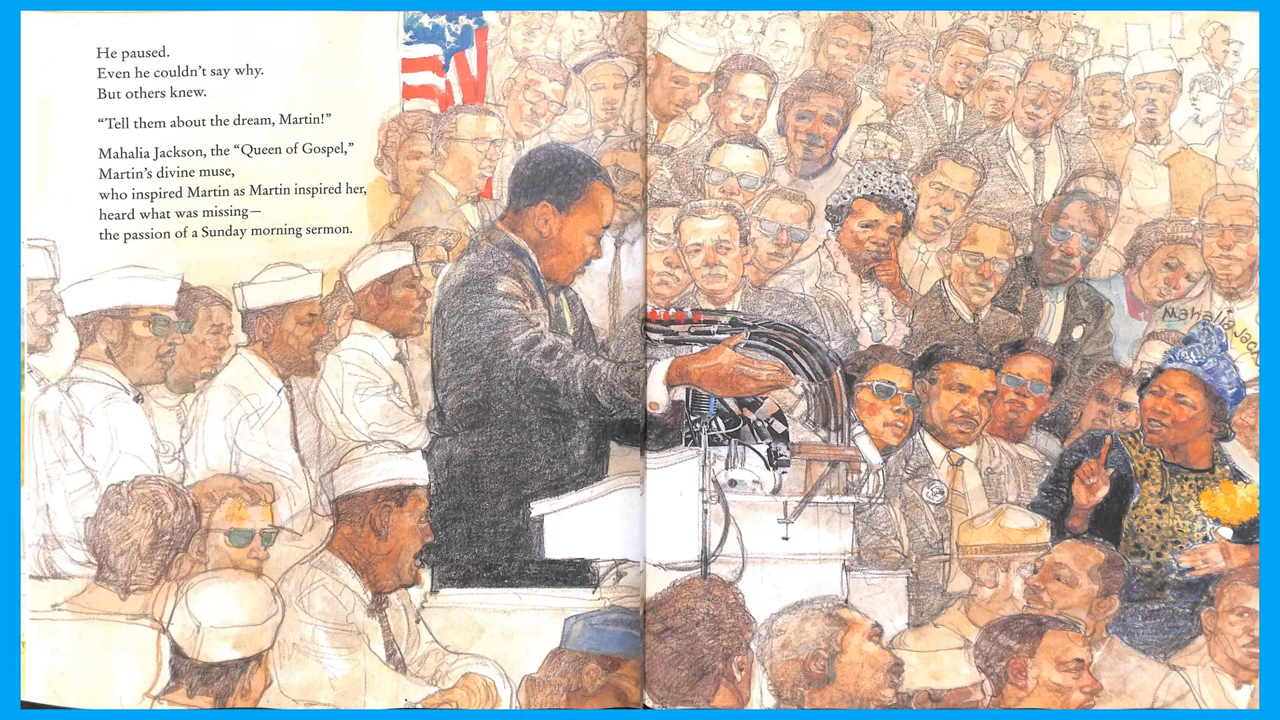 He paused.
Even he couldn’t say why.
But others knew.
“Tell them about the dream, Martin!”
Mahalia Jackson, the “Queen of Gospel,”
Martin’s divine muse,
who inspired Martin as Martin inspired her,
heard what was missing—
the passion of a Sunday morning sermon.
Mahalia